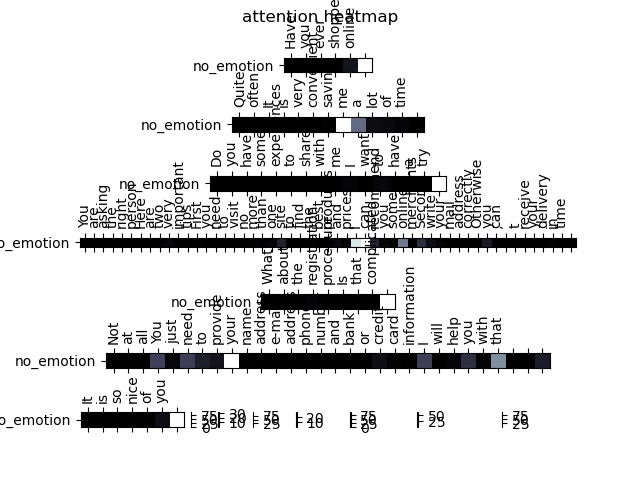 attention heatmap
Have you ever shopped online
no_emotion
Quite often It is very convenient saving me a lot of time
no_emotion
Do you have some experiences to share with me I want to have try
no_emotion
You are asking the right person Here are two very important tips First you need to visit no more than one site to find the best products and prices I can
you online merchants Second write your mail address correctly Otherwise you can t receive your delivery in time
no_emotion
What about the registration procedure Is that complicated
no_emotion
Not at all You just need to provide your name address e-mail address phone number and bank or credit card information I will help you with that
no_emotion
It is so nice of you
no_emotion
75 30 75 20 75 50 75
25 10 25 10 25 25 25
0 0